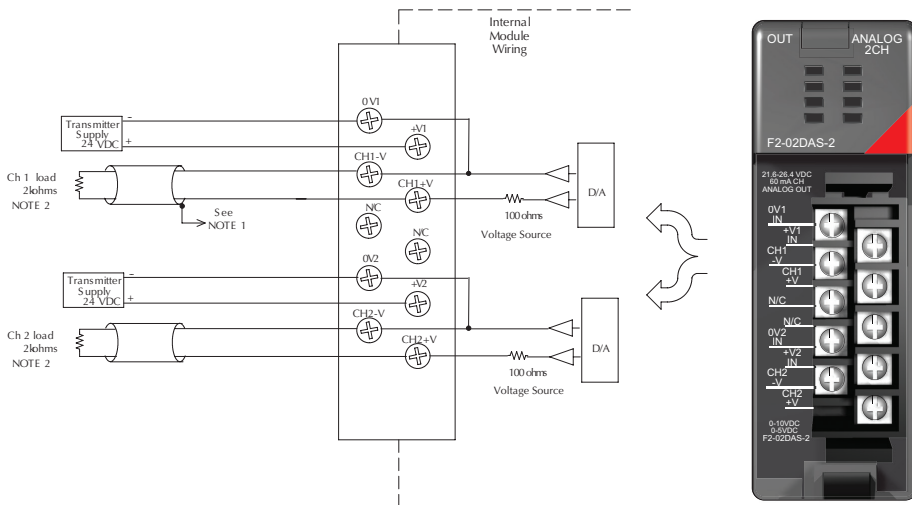 Internal
Module
Wiring
0V1
+V1
CH1-V
CH1+V
N/C
N/C
0V2
+V2
CH2-V
CH2+V
Transmitter
Supply
24 VDC
-
+
Ch 1 load
2kohms
NOTE 2
See
NOTE 1
100 ohms
Voltage Source
D/A
Transmitter
Supply
24 VDC
-
+
Ch 2 load
2kohms
NOTE 2
100 ohms
Voltage Source
D/A
OUT
ANALOG
2CH
F2-02DAS-2
21.6-26.4 VDC
60 mA CH
ANALOG OUT
0V1
IN
+V1
IN
CH1
-V
CH1
+V
N/C
N/C
0V2
IN
+V2
IN
CH2
-V
CH2
+V
0-10VDC
0-5VDC
F2-02DAS-2